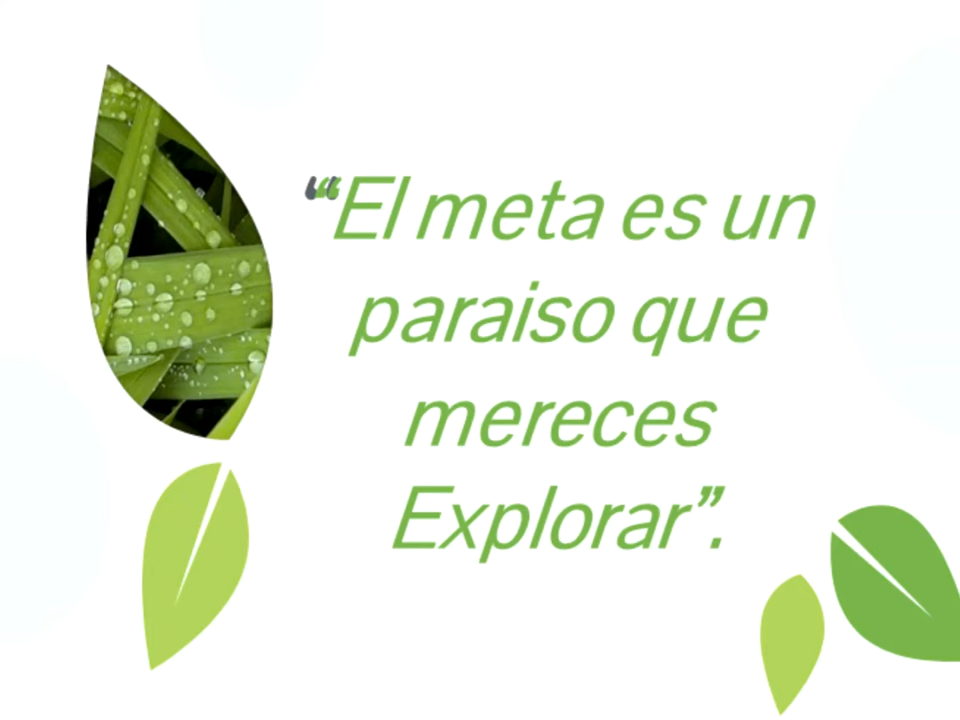 “El meta es un
paraiso que
mereces
Explorar”.